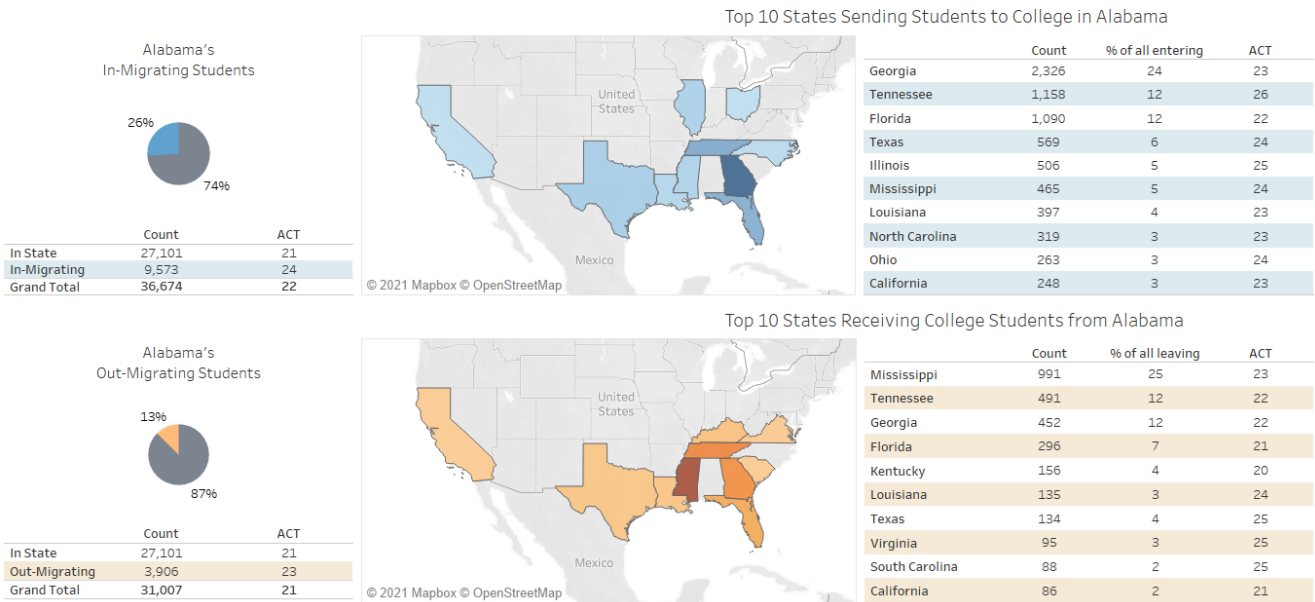 Top 10 States Sending Students to College in Alabama
Alabama's
In-Migrating Students
26%
74%
Count ACT
In State 27,101 21
In-Migrating 9,573 24
Grand Total 36,674 22
United
States
Mexico
© 2021 Mapbox © OpenStreetMap
Count % of all entering ACT
Georgia 2,326 24 23
Tennessee 1,158 12 26
Florida 1,090 12 22
Texas 569 6 24
Illinois 506 5 25
Mississippi 465 5 24
Louisiana 397 4 23
North Carolina 319 3 23
Ohio 263 3 24
California 248 3 23
Top 10 States Receiving College Students from Alabama
Alabama's
Out-Migrating Students
13%
87%
Count ACT
In State 27,101 21
Out-Migrating 3,906 23
Grand Total 31,007 21
United
States
Mexico
© 2021 Mapbox © OpenStreetMap
Count % of all leaving ACT
Mississippi 991 25 23
Tennessee 491 12 22
Georgia 452 12 22
Florida 296 7 21
Kentucky 156 4 20
Louisiana 135 3 24
Texas 134 4 25
Virginia 95 3 25
South Carolina 88 2 25
California 86 2 21